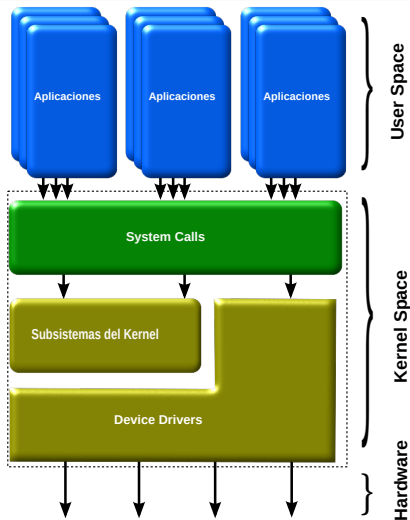 Aplicaciones
Aplicaciones
Aplicaciones
User Space
System Calls
Subsistemas del Kernel
Kernel Space
Device Drivers
Hardware